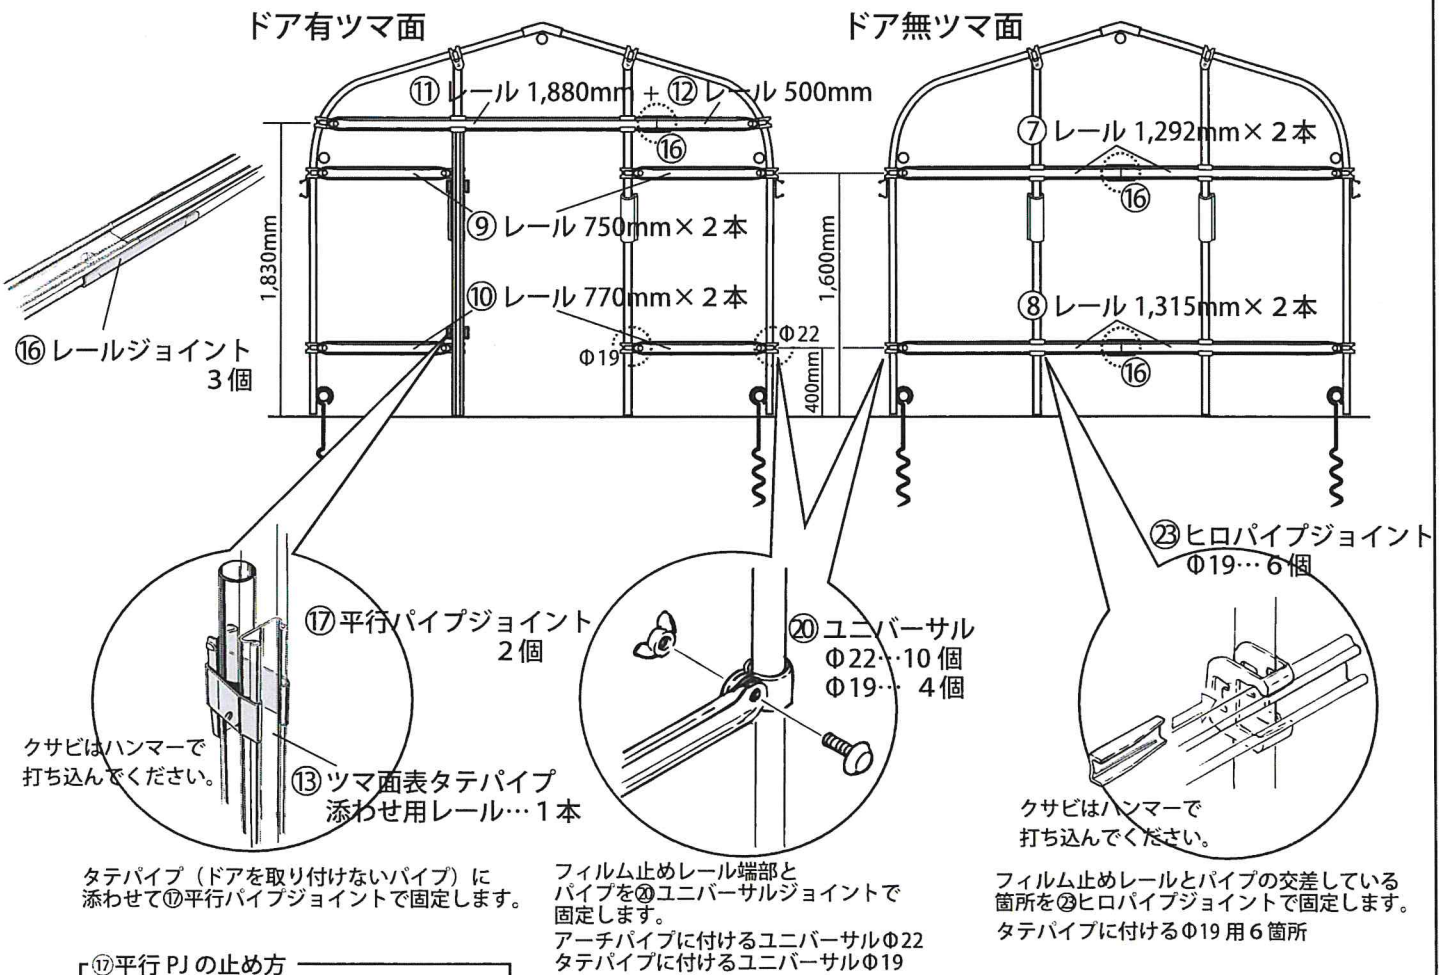 ドア有ツマ面
ドア無ツマ面
⑪ レール 1,880mm + ⑫ レール 500mm
⑯
⑨ レール 750mm×2本
⑩ レール 770mm×2本
1,830mm
Φ19
Φ22
1,600mm
400mm
⑦ レール 1,292mm×2本
⑯
⑧ レール 1,315mm×2本
⑯
⑯ レールジョイント
3個
⑰ 平行パイプジョイント
2個
クサビはハンマーで
打ち込んでください。
⑬ ツマ面表タテパイプ
添わせ用レール…1本
タテパイプ(ドアを取り付けないパイプ)に
添わせて⑰平行パイプジョイントで固定します。
⑳ ユニバーサル
Φ22…10個
Φ19… 4個
フィルム止めレール端部と
パイプを⑳ユニバーサルジョイントで
固定します。
アーチパイプに付けるユニバーサルΦ22
タテパイプに付けるユニバーサルΦ19
㉓ ヒロパイプジョイント
Φ19…6個
クサビはハンマーで
打ち込んでください。
フィルム止めレールとパイプの交差している
箇所を㉓ヒロパイプジョイントで固定します。
タテパイプに付けるΦ19用6箇所
⑰平行PJの止め方